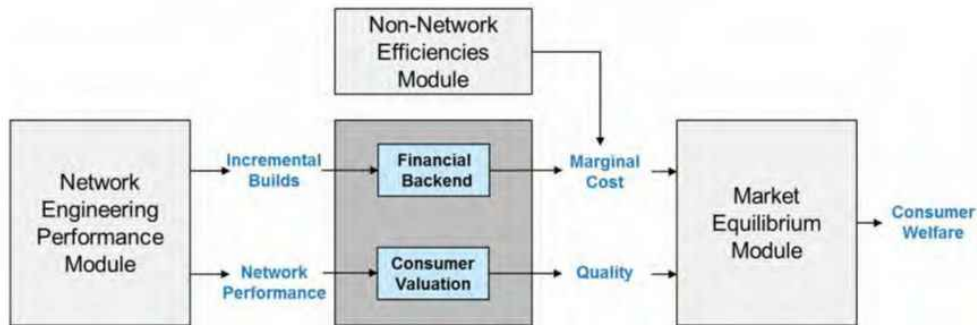 Non-Network
Efficiencies
Module
Network
Engineering
Performance
Module
Incremental
Builds
Financial
Backend
Marginal
Cost
Network
Performance
Consumer
Valuation
Quality
Market
Equilibrium
Module
Consumer
Welfare